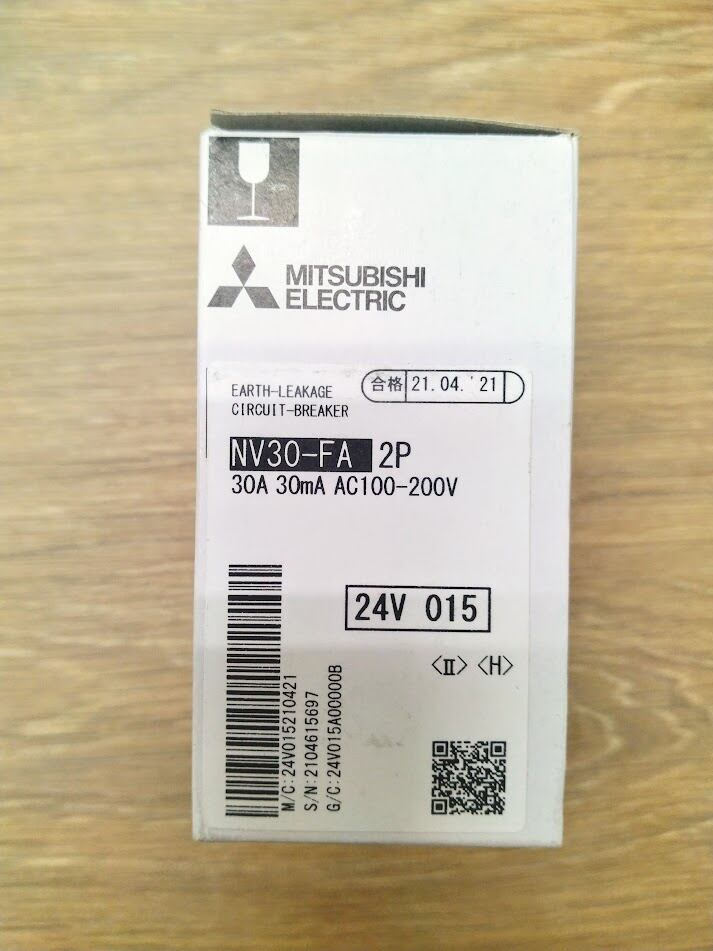 MITSUBISHI
ELECTRIC
EARTH-LEAKAGE
CIRCUIT-BREAKER
合格 21.04.'21
NV30-FA 2P
30A 30mA AC100-200V
24V 015
<Ⅱ> <H>
M/C:24V015210421
S/N:2104615697
G/C:24V015A00000B